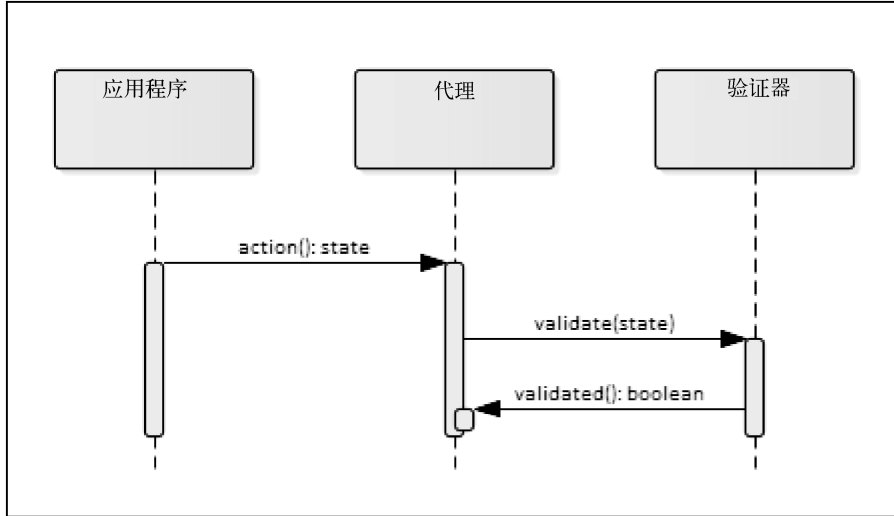 应用程序
代理
验证器
action(): state
validate(state)
validated(): boolean